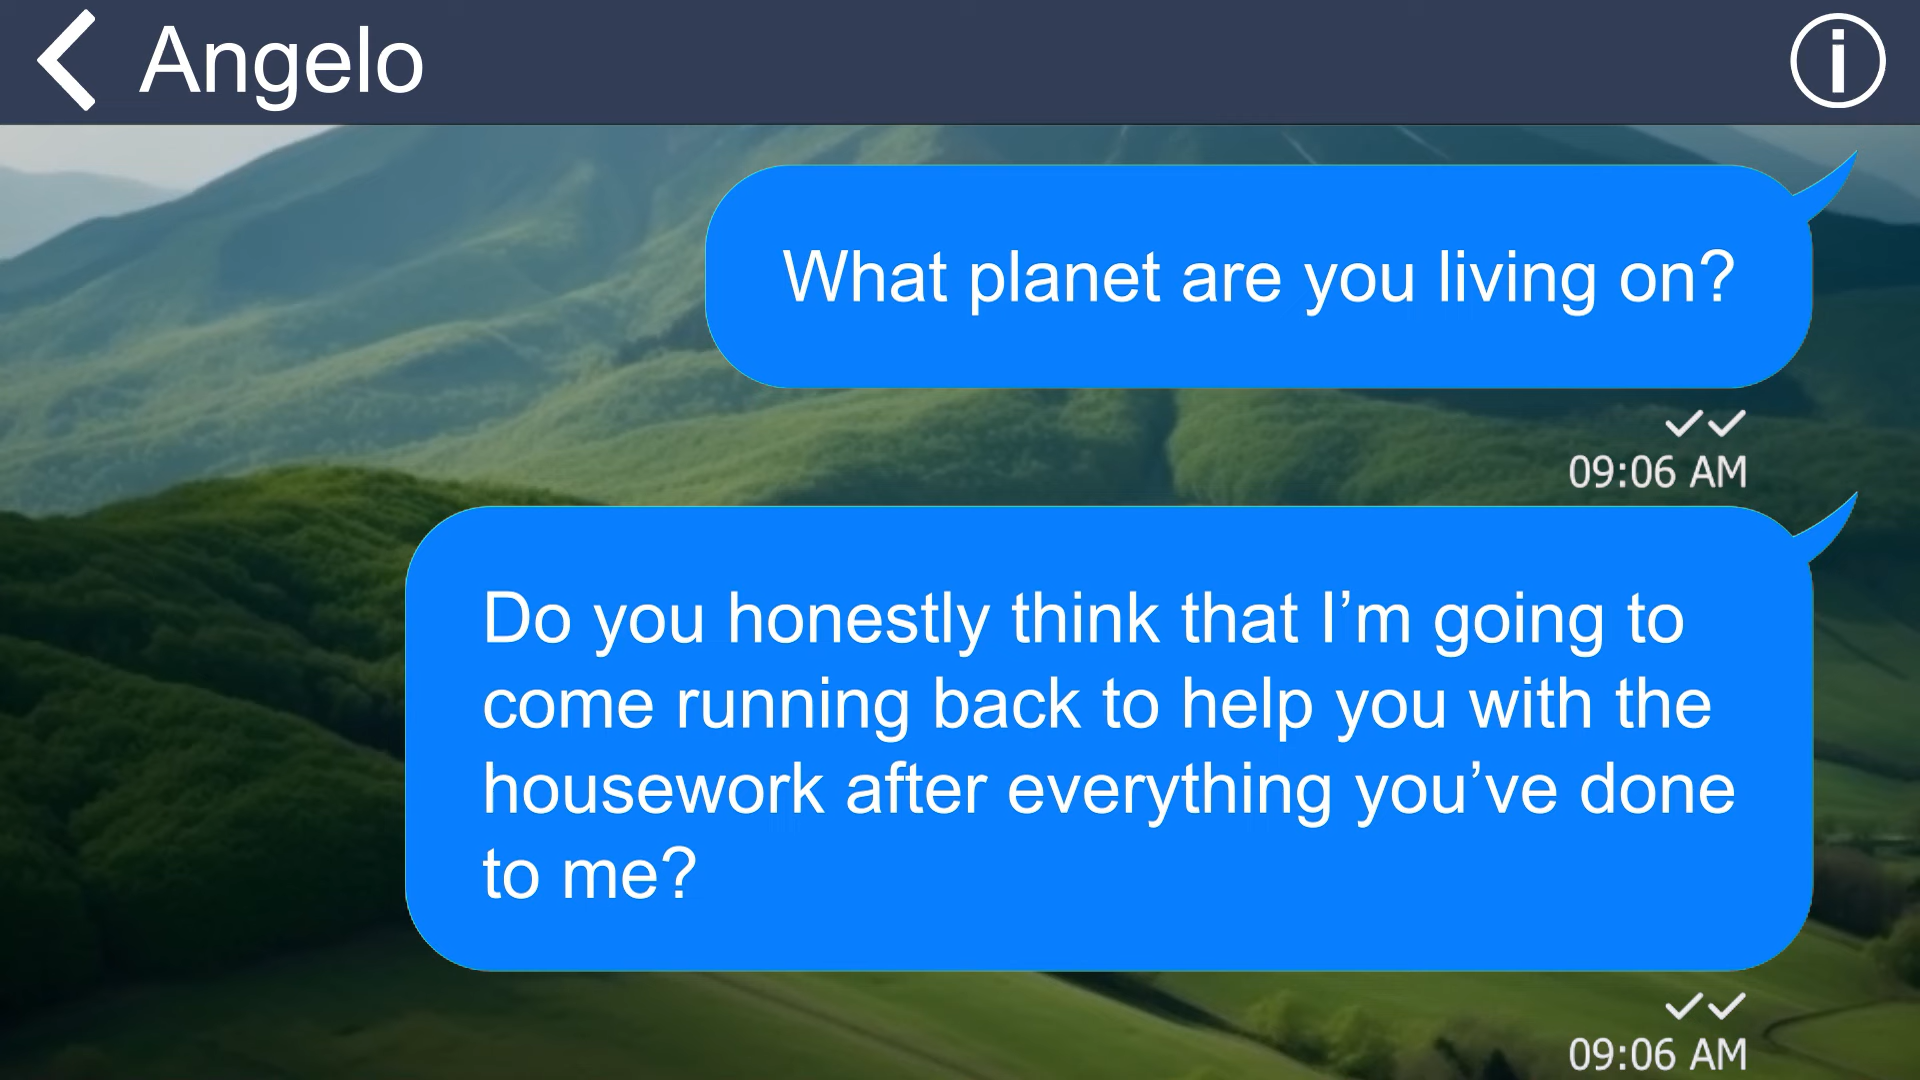 Angelo
What planet are you living on?
09:06 AM
Do you honestly think that I’m going to
come running back to help you with the
housework after everything you’ve done
to me?
09:06 AM